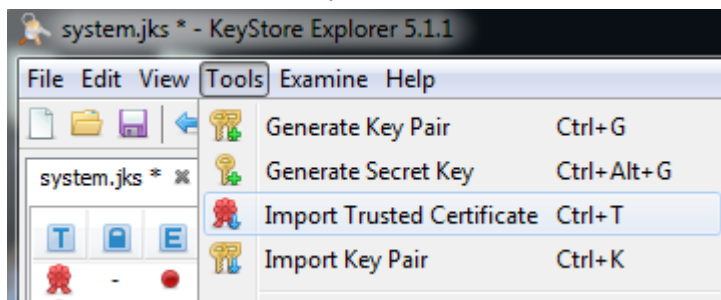 system.jks * - KeyStore Explorer 5.1.1
File Edit View Tools Examine Help
Generate Key Pair Ctrl+G
system.jks * Generate Secret Key Ctrl+Alt+G
Import Trusted Certificate Ctrl+T
T E
Import Key Pair Ctrl+K